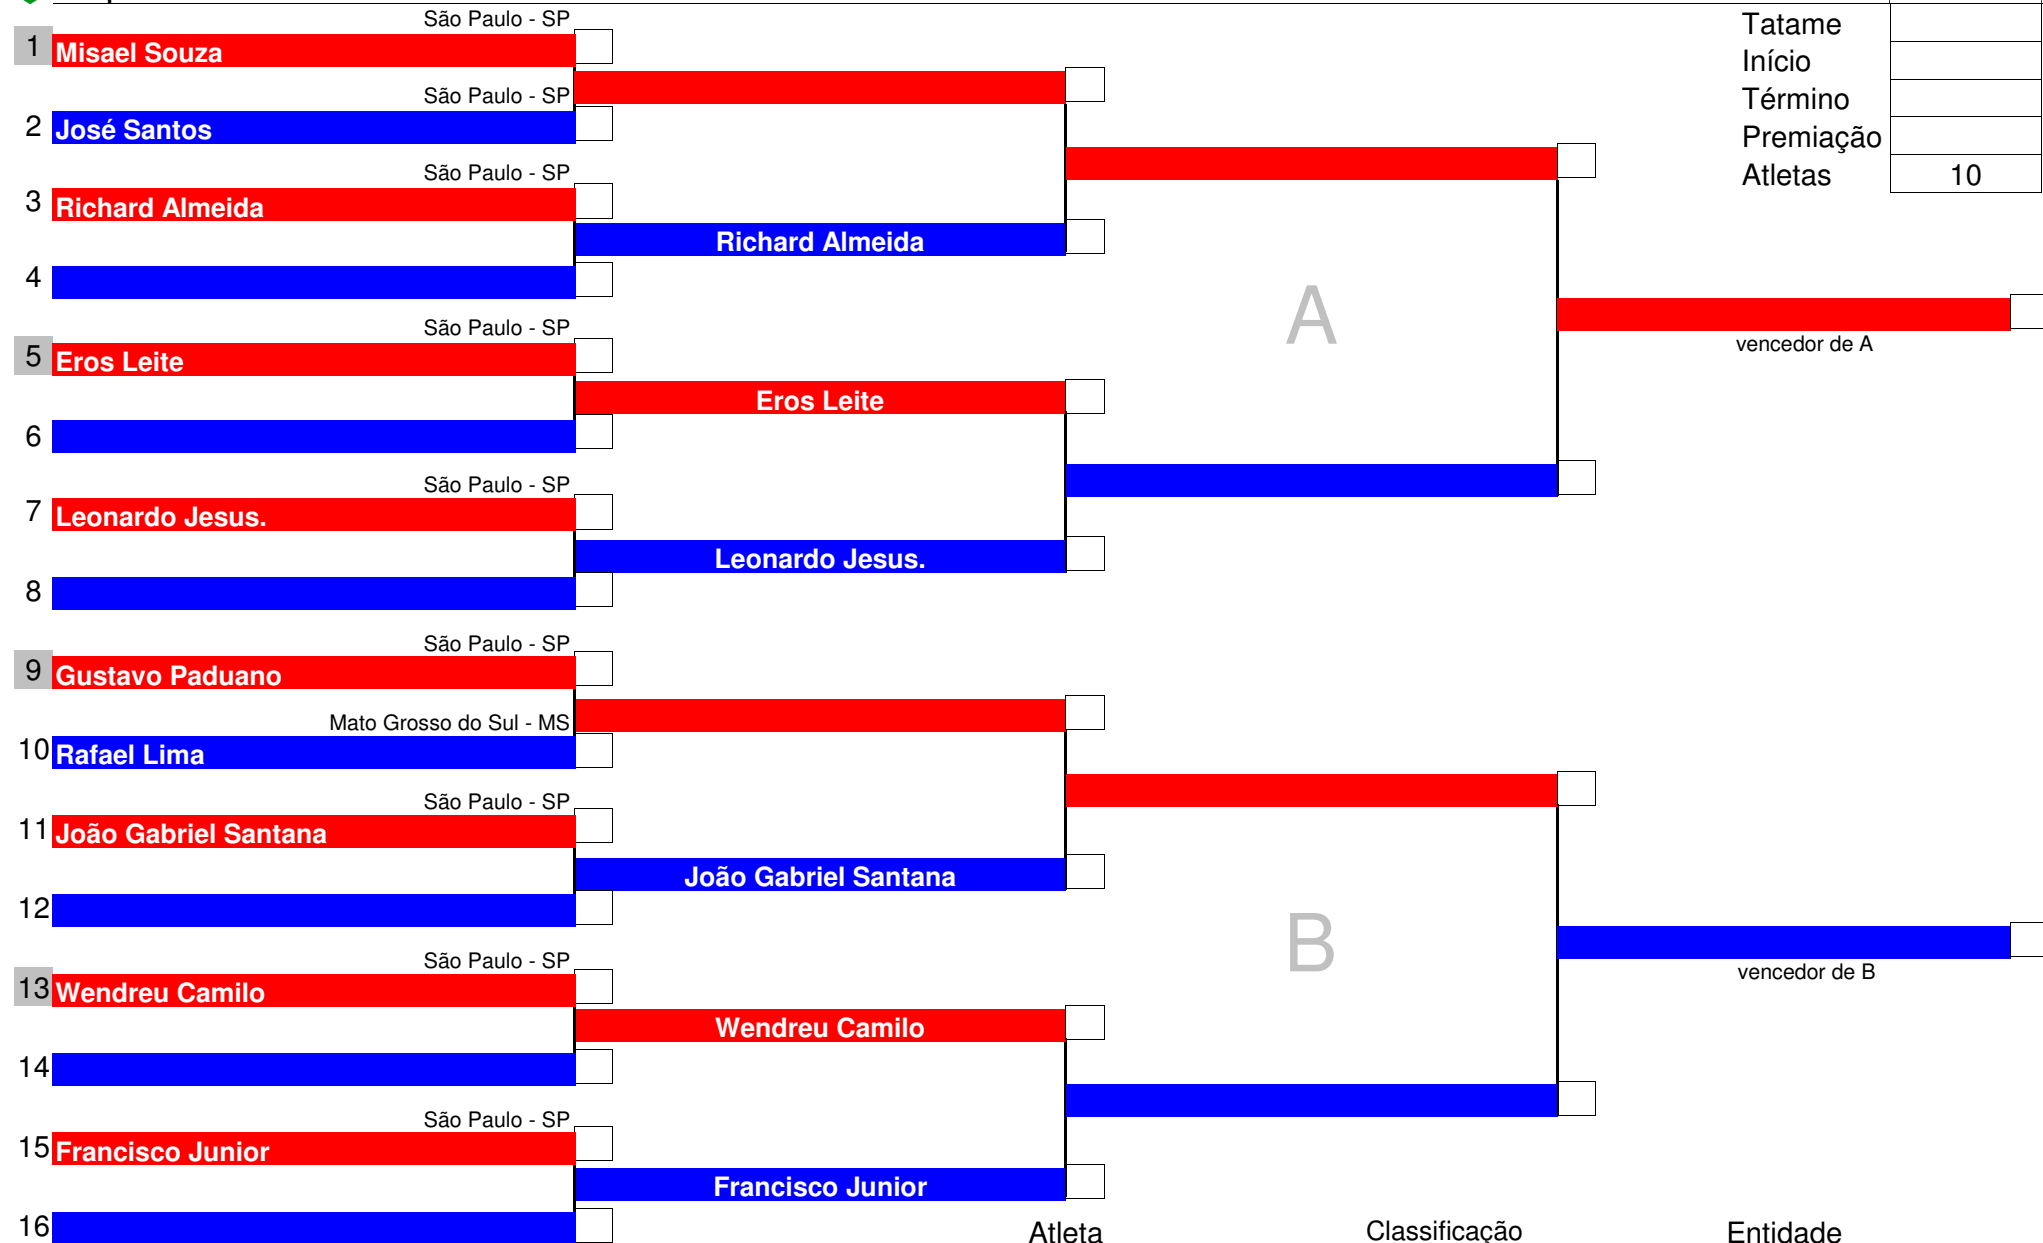 São Paulo - SP
Tatame
1 Misael Souza
Início
São Paulo - SP
Término
2 José Santos
Premiação
São Paulo - SP
Atletas 10
3 Richard Almeida
Richard Almeida
4
A
São Paulo - SP
vencedor de A
5 Eros Leite
Eros Leite
6
São Paulo - SP
7 Leonardo Jesus.
Leonardo Jesus.
8
São Paulo - SP
9 Gustavo Paduano
Mato Grosso do Sul - MS
10 Rafael Lima
São Paulo - SP
11 João Gabriel Santana
João Gabriel Santana
12
B
São Paulo - SP
vencedor de B
13 Wendreu Camilo
Wendreu Camilo
14
São Paulo - SP
15 Francisco Junior
Francisco Junior
16
Atleta Classificação Entidade